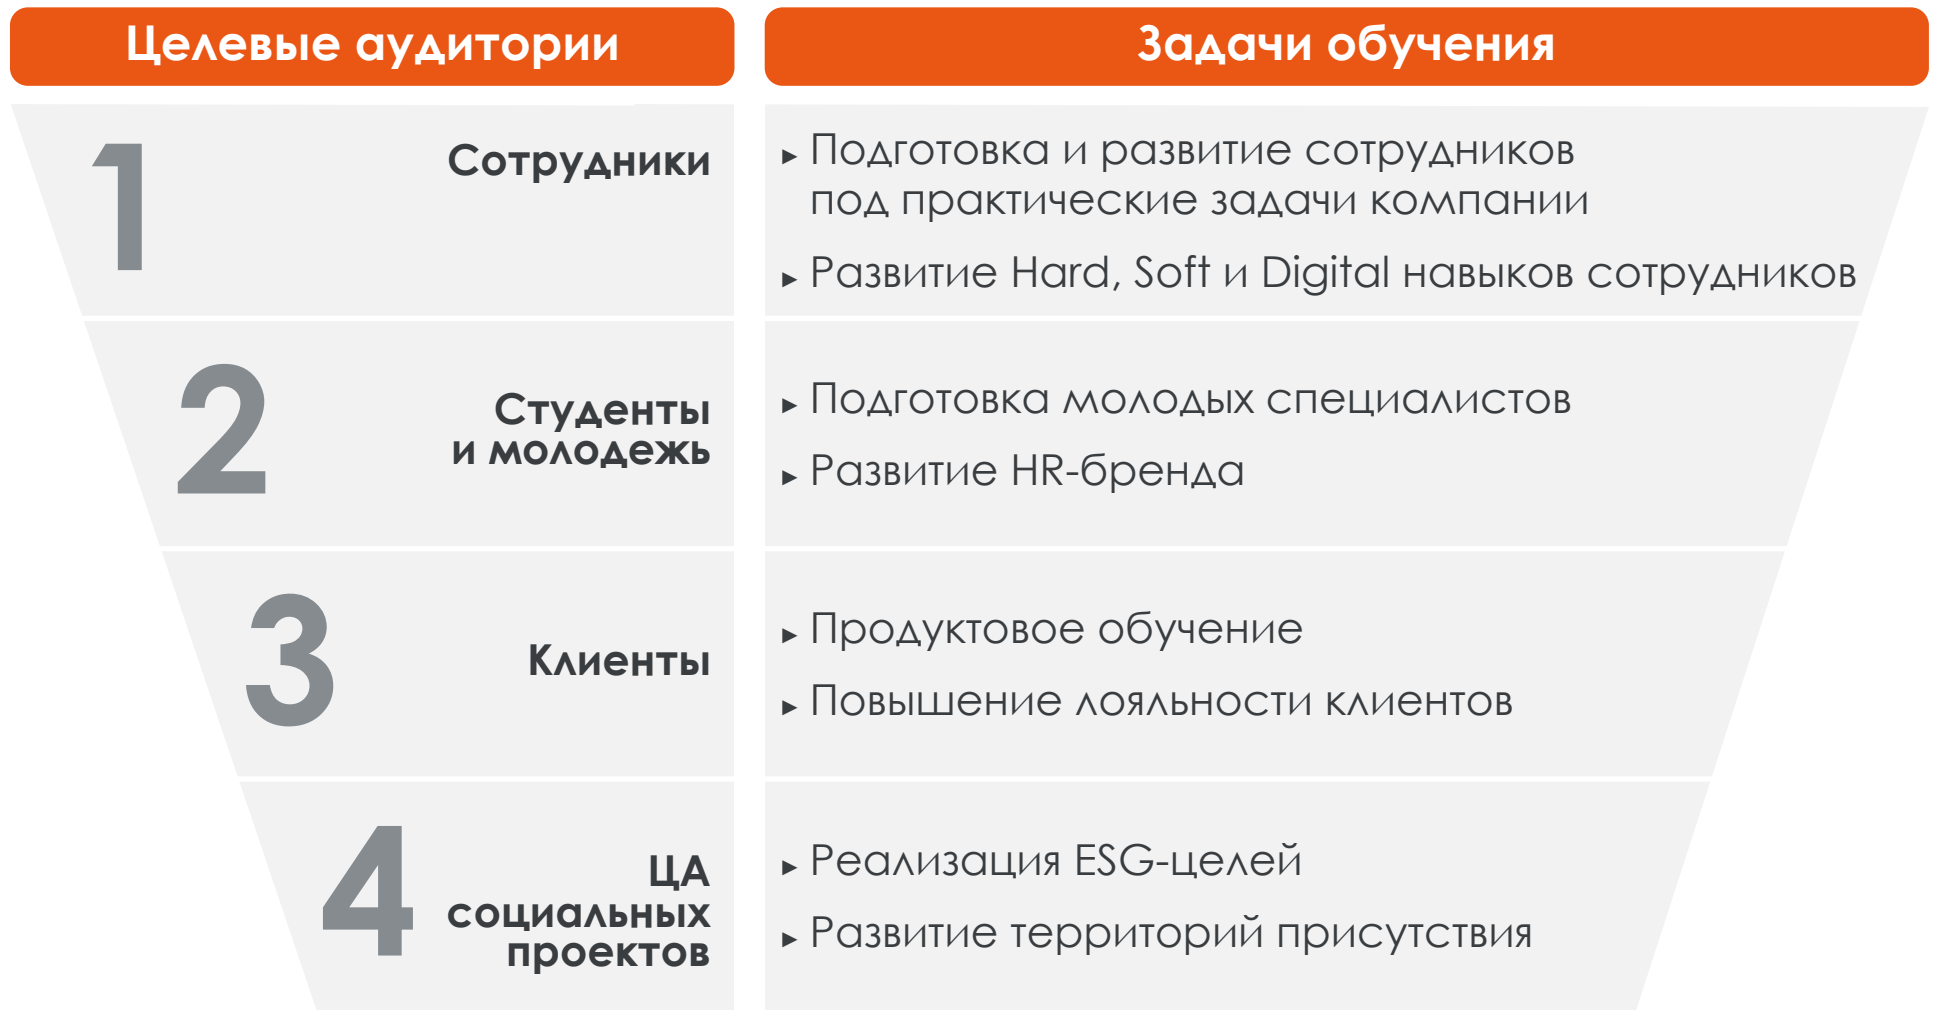 Целевые аудитории
Задачи обучения
1
Сотрудники
► Подготовка и развитие сотрудников
под практические задачи компании
► Развитие Hard, Soft и Digital навыков сотрудников
2
Студенты
и молодежь
► Подготовка молодых специалистов
► Развитие HR-бренда
3
Клиенты
► Продуктовое обучение
► Повышение лояльности клиентов
4
ЦА
социальных
проектов
► Реализация ESG-целей
► Развитие территорий присутствия